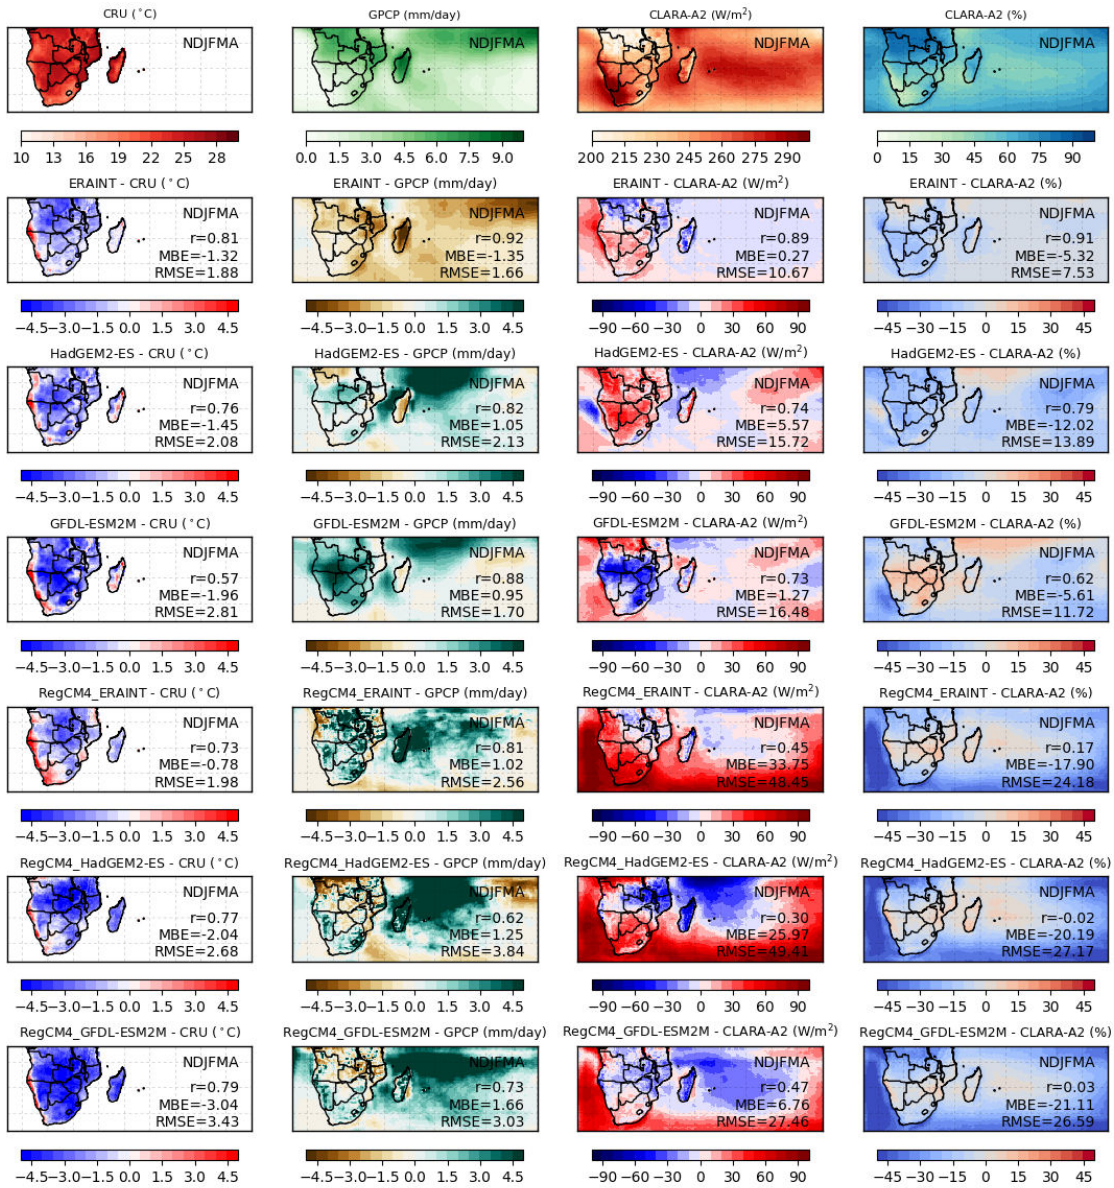 CRU (°C)
GPCP (mm/day)
CLARA-A2 (W/m²)
CLARA-A2 (%)
NDJFMA
NDJFMA
NDJFMA
NDJFMA
10 13 16 19 22 25 28
0.0 1.5 3.0 4.5 6.0 7.5 9.0
200 215 230 245 260 275 290
0 15 30 45 60 75 90
ERAINT - CRU (°C)
ERAINT - GPCP (mm/day)
ERAINT - CLARA-A2 (W/m²)
ERAINT - CLARA-A2 (%)
NDJFMA
r=0.81
MBE=-1.32
RMSE=1.88
NDJFMA
r=0.92
MBE=-1.35
RMSE=1.66
NDJFMA
r=0.89
MBE=0.27
RMSE=10.67
NDJFMA
r=0.91
MBE=-5.32
RMSE=7.53
−4.5 −3.0 −1.5 0.0 1.5 3.0 4.5
−4.5 −3.0 −1.5 0.0 1.5 3.0 4.5
−90 −60 −30 0 30 60 90
−45 −30 −15 0 15 30 45
HadGEM2-ES - CRU (°C)
HadGEM2-ES - GPCP (mm/day)
HadGEM2-ES - CLARA-A2 (W/m²)
HadGEM2-ES - CLARA-A2 (%)
NDJFMA
r=0.76
MBE=-1.45
RMSE=2.08
NDJFMA
r=0.82
MBE=1.05
RMSE=2.13
NDJFMA
r=0.74
MBE=5.57
RMSE=15.72
NDJFMA
r=0.79
MBE=-12.02
RMSE=13.89
−4.5 −3.0 −1.5 0.0 1.5 3.0 4.5
−4.5 −3.0 −1.5 0.0 1.5 3.0 4.5
−90 −60 −30 0 30 60 90
−45 −30 −15 0 15 30 45
GFDL-ESM2M - CRU (°C)
GFDL-ESM2M - GPCP (mm/day)
GFDL-ESM2M - CLARA-A2 (W/m²)
GFDL-ESM2M - CLARA-A2 (%)
NDJFMA
r=0.57
MBE=-1.96
RMSE=2.81
NDJFMA
r=0.88
MBE=0.95
RMSE=1.70
NDJFMA
r=0.73
MBE=1.27
RMSE=16.48
NDJFMA
r=0.62
MBE=-5.61
RMSE=11.72
−4.5 −3.0 −1.5 0.0 1.5 3.0 4.5
−4.5 −3.0 −1.5 0.0 1.5 3.0 4.5
−90 −60 −30 0 30 60 90
−45 −30 −15 0 15 30 45
RegCM4_ERAINT - CRU (°C)
RegCM4_ERAINT - GPCP (mm/day)
RegCM4_ERAINT - CLARA-A2 (W/m²)
RegCM4_ERAINT - CLARA-A2 (%)
NDJFMA
r=0.73
MBE=-0.78
RMSE=1.98
NDJFMA
r=0.81
MBE=1.02
RMSE=2.56
NDJFMA
r=0.45
MBE=33.75
RMSE=48.45
NDJFMA
r=0.17
MBE=-17.90
RMSE=24.18
−4.5 −3.0 −1.5 0.0 1.5 3.0 4.5
−4.5 −3.0 −1.5 0.0 1.5 3.0 4.5
−90 −60 −30 0 30 60 90
−45 −30 −15 0 15 30 45
RegCM4_HadGEM2-ES - CRU (°C)
RegCM4_HadGEM2-ES - GPCP (mm/day)
RegCM4_HadGEM2-ES - CLARA-A2 (W/m²)
RegCM4_HadGEM2-ES - CLARA-A2 (%)
NDJFMA
r=0.77
MBE=-2.04
RMSE=2.68
NDJFMA
r=0.62
MBE=1.25
RMSE=3.84
NDJFMA
r=0.30
MBE=25.97
RMSE=49.41
NDJFMA
r=-0.02
MBE=-20.19
RMSE=27.17
−4.5 −3.0 −1.5 0.0 1.5 3.0 4.5
−4.5 −3.0 −1.5 0.0 1.5 3.0 4.5
−90 −60 −30 0 30 60 90
−45 −30 −15 0 15 30 45
RegCM4_GFDL-ESM2M - CRU (°C)
RegCM4_GFDL-ESM2M - GPCP (mm/day)
RegCM4_GFDL-ESM2M - CLARA-A2 (W/m²)
RegCM4_GFDL-ESM2M - CLARA-A2 (%)
NDJFMA
r=0.79
MBE=-3.04
RMSE=3.43
NDJFMA
r=0.73
MBE=1.66
RMSE=3.03
NDJFMA
r=0.47
MBE=6.76
RMSE=27.46
NDJFMA
r=0.03
MBE=-21.11
RMSE=26.59
−4.5 −3.0 −1.5 0.0 1.5 3.0 4.5
−4.5 −3.0 −1.5 0.0 1.5 3.0 4.5
−90 −60 −30 0 30 60 90
−45 −30 −15 0 15 30 45